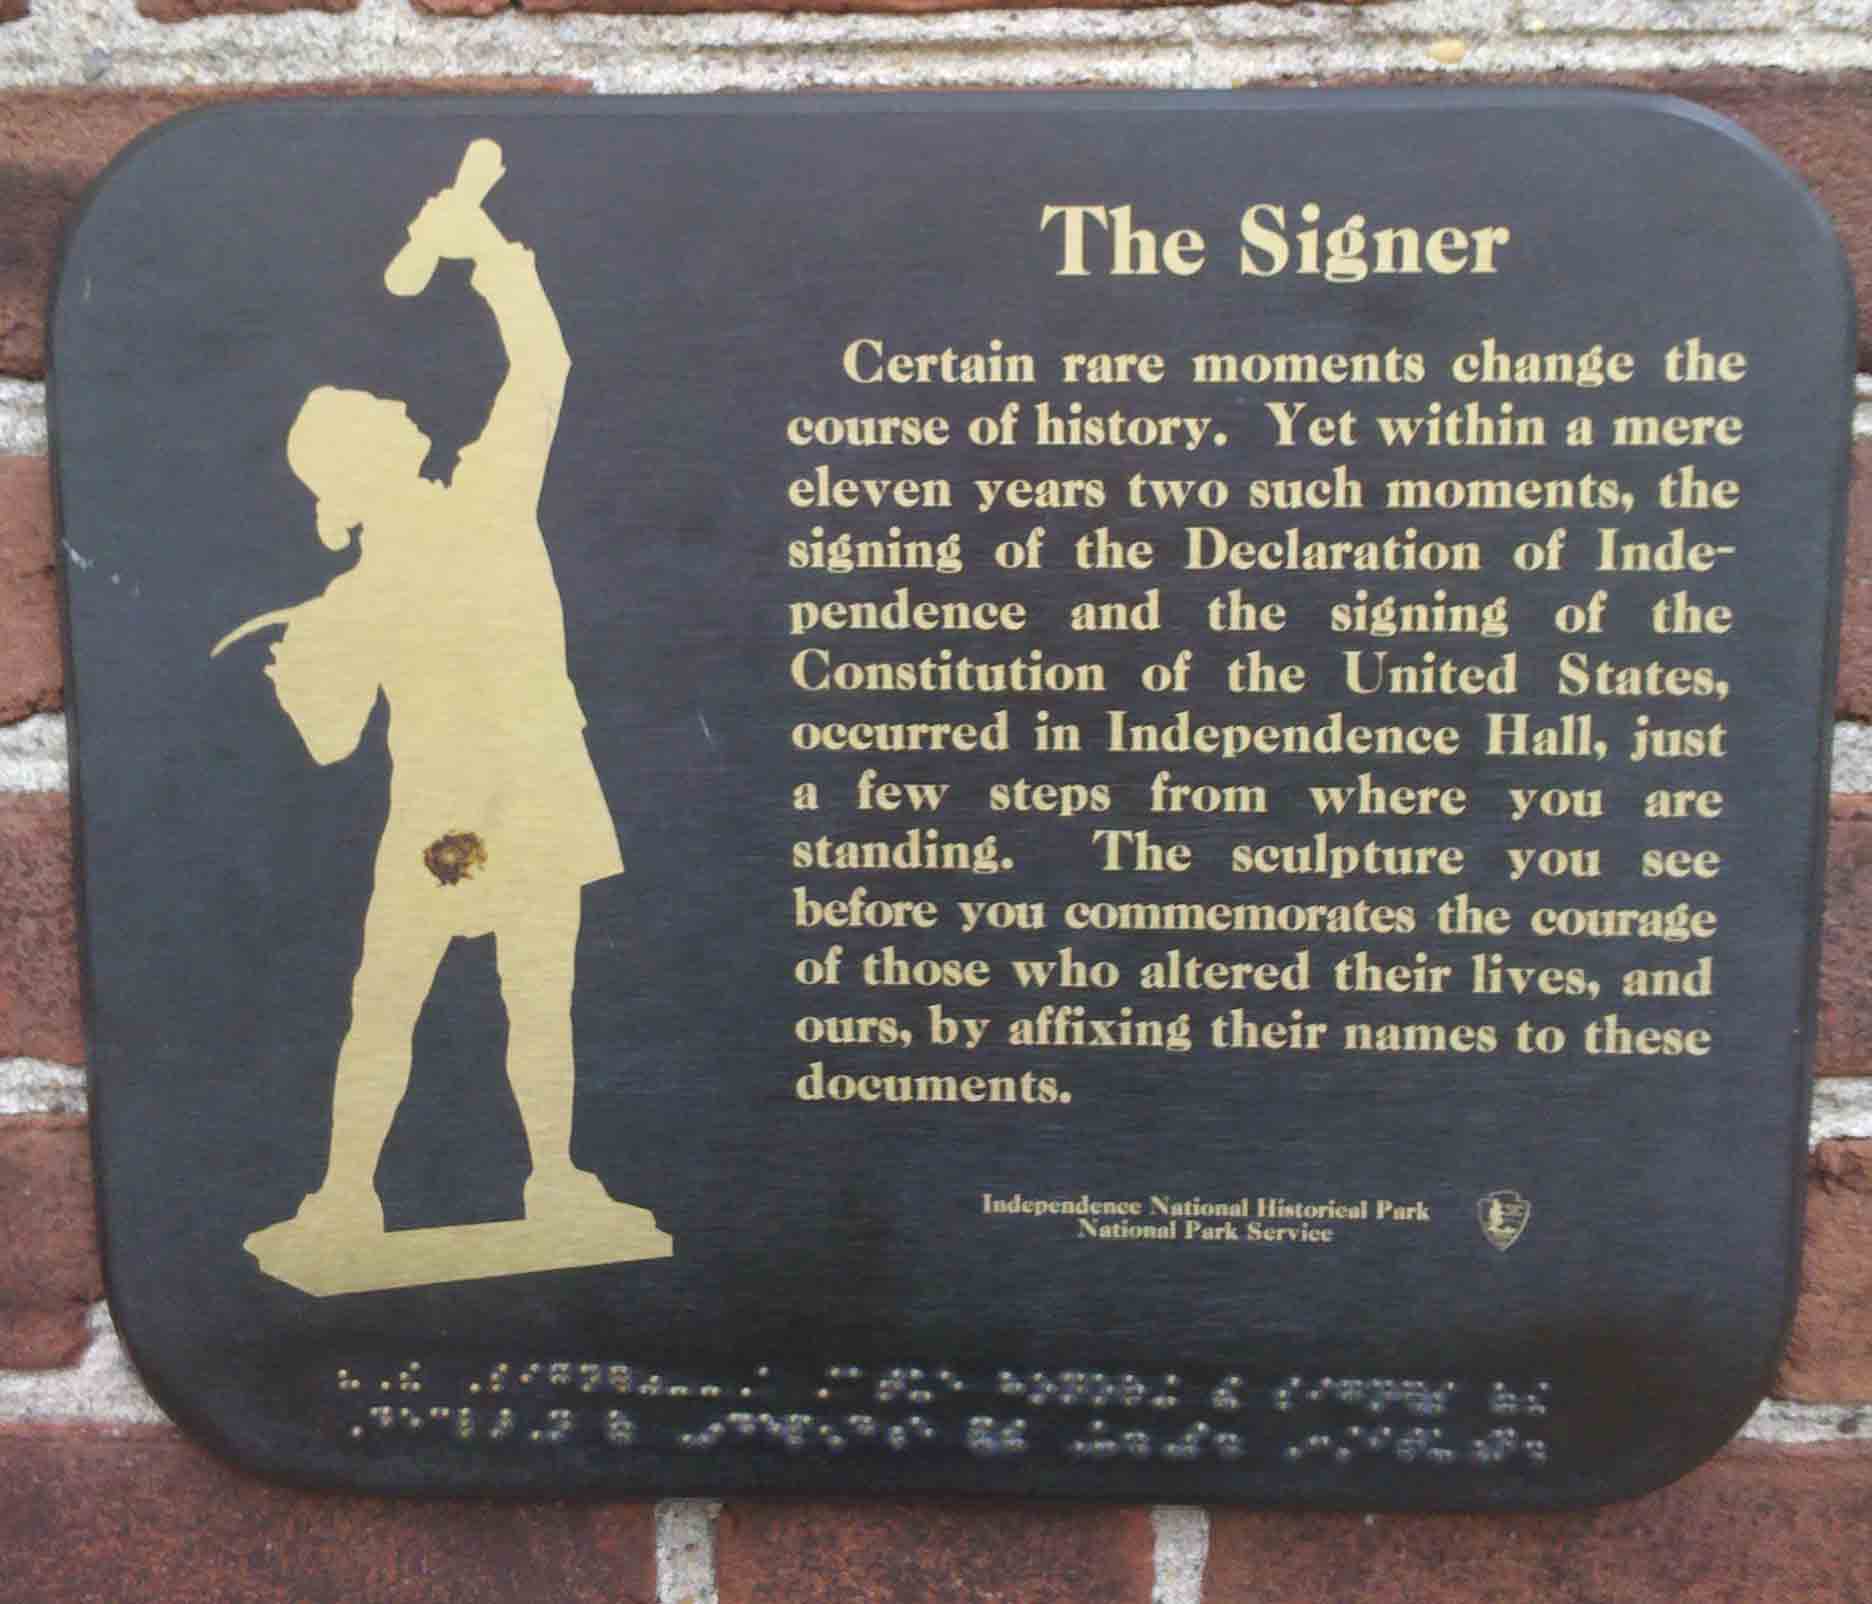 The Signer
Certain rare moments change the
course of history. Yet within a mere
eleven years two such moments, the
signing of the Declaration of Inde-
pendence and the signing of the
Constitution of the United States,
occurred in Independence Hall, just
a few steps from where you are
standing. The sculpture you see
before you commemorates the courage
of those who altered their lives, and
ours, by affixing their names to these
documents.
Independence National Historical Park
National Park Service